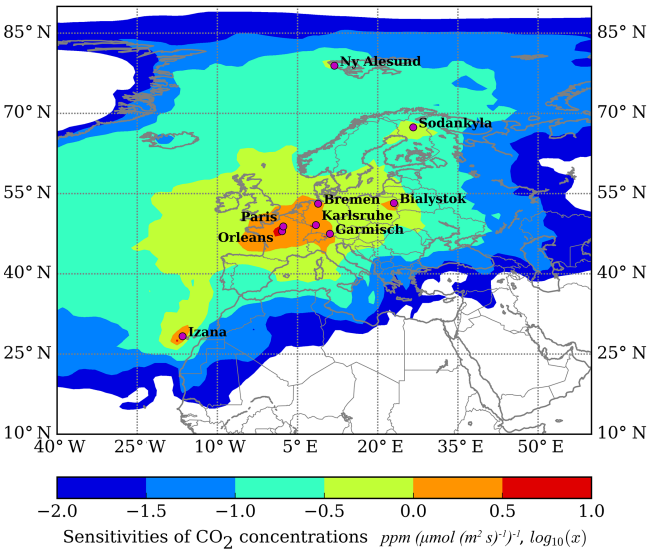 85° N
85° N
Ny Alesund
70° N
70° N
Sodankyla
55° N
55° N
Bremen
Bialystok
Paris
Karlsruhe
Orleans
Garmisch
40° N
40° N
Izana
25° N
25° N
10° N
10° N
40° W
25° W
10° W
5° E
20° E
35° E
50° E
−2.0
−1.5
−1.0
−0.5
0.0
0.5
1.0
Sensitivities of CO₂ concentrations ppm (μmol (m² s)⁻¹)⁻¹, log₁₀(x)